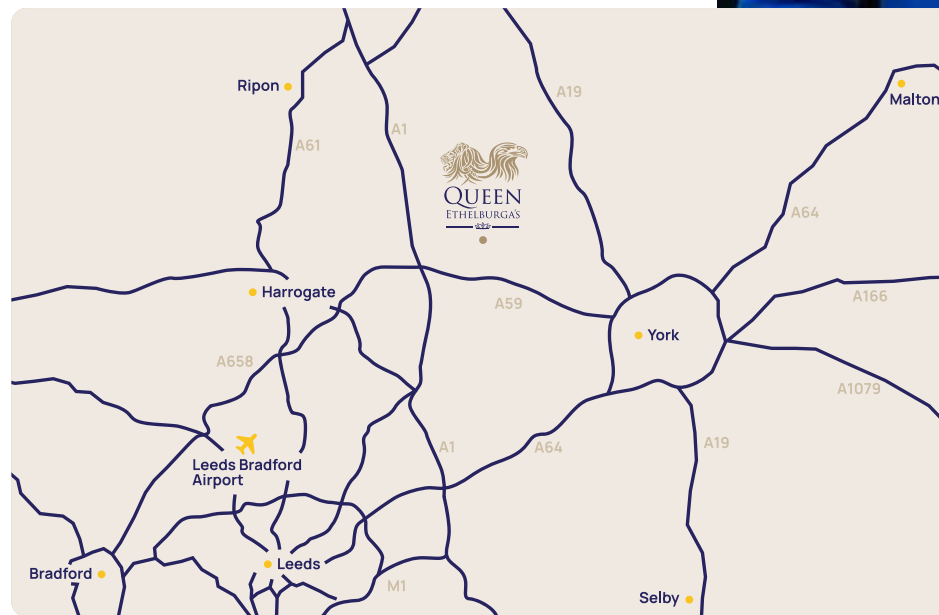 Ripon
A19
Malton
A1
A61
QUEEN
ETHELBURGA'S
A64
Harrogate
A59
A166
York
A658
A1079
A1
A64
A19
Leeds Bradford
Airport
Leeds
Bradford
M1
Selby